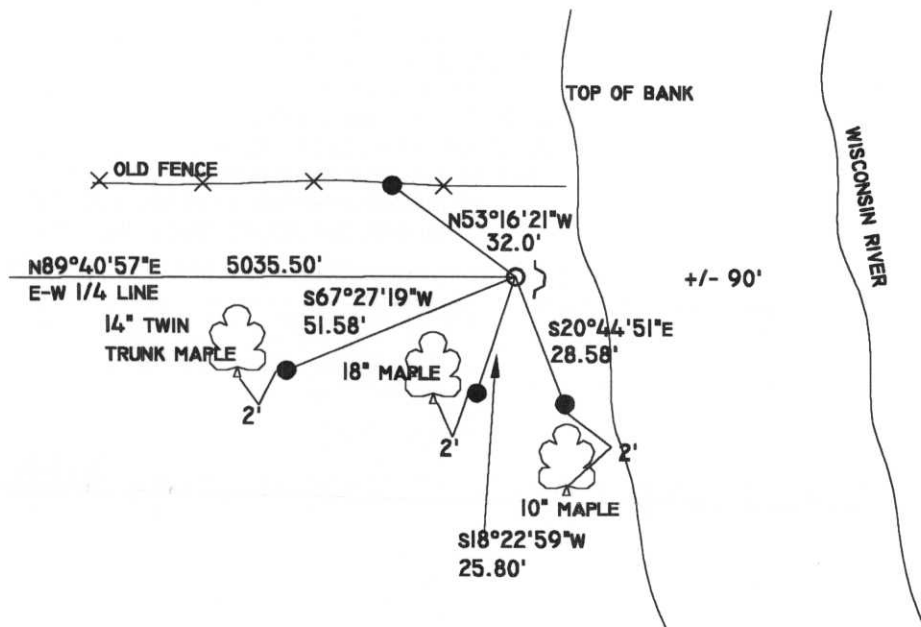 TOP OF BANK
OLD FENCE
WISCONSIN RIVER
N53°16'21"W
32.0'
N89°40'57"E 5035.50'
E-W 1/4 LINE
+/- 90'
S67°27'19"W
51.58'
14" TWIN
TRUNK MAPLE
S20°44'51"E
28.58'
18" MAPLE
2'
2'
2'
10" MAPLE
S18°22'59"W
25.80'